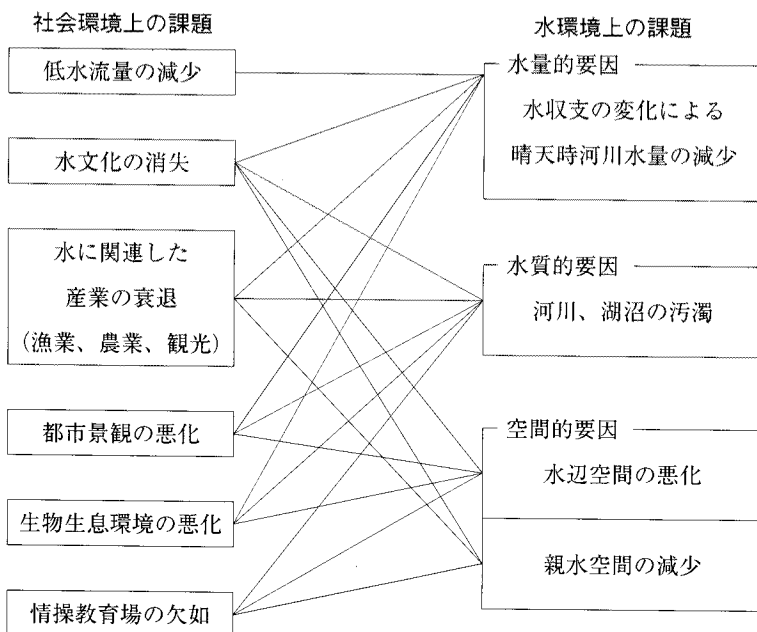 社会環境上の課題
低水流量の減少
水文化の消失
水に関連した
産業の衰退
(漁業、農業、観光)
都市景観の悪化
生物生息環境の悪化
情操教育場の欠如
水環境上の課題
水量的要因
水収支の変化による
晴天時河川水量の減少
水質的要因
河川、湖沼の汚濁
空間的要因
水辺空間の悪化
親水空間の減少